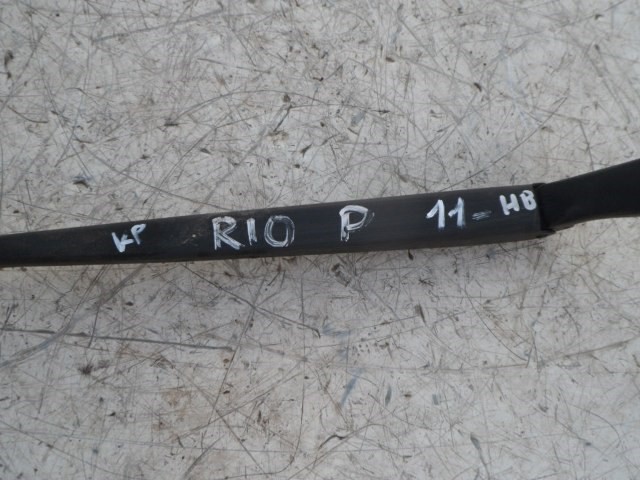 KP RIO P 11- HB